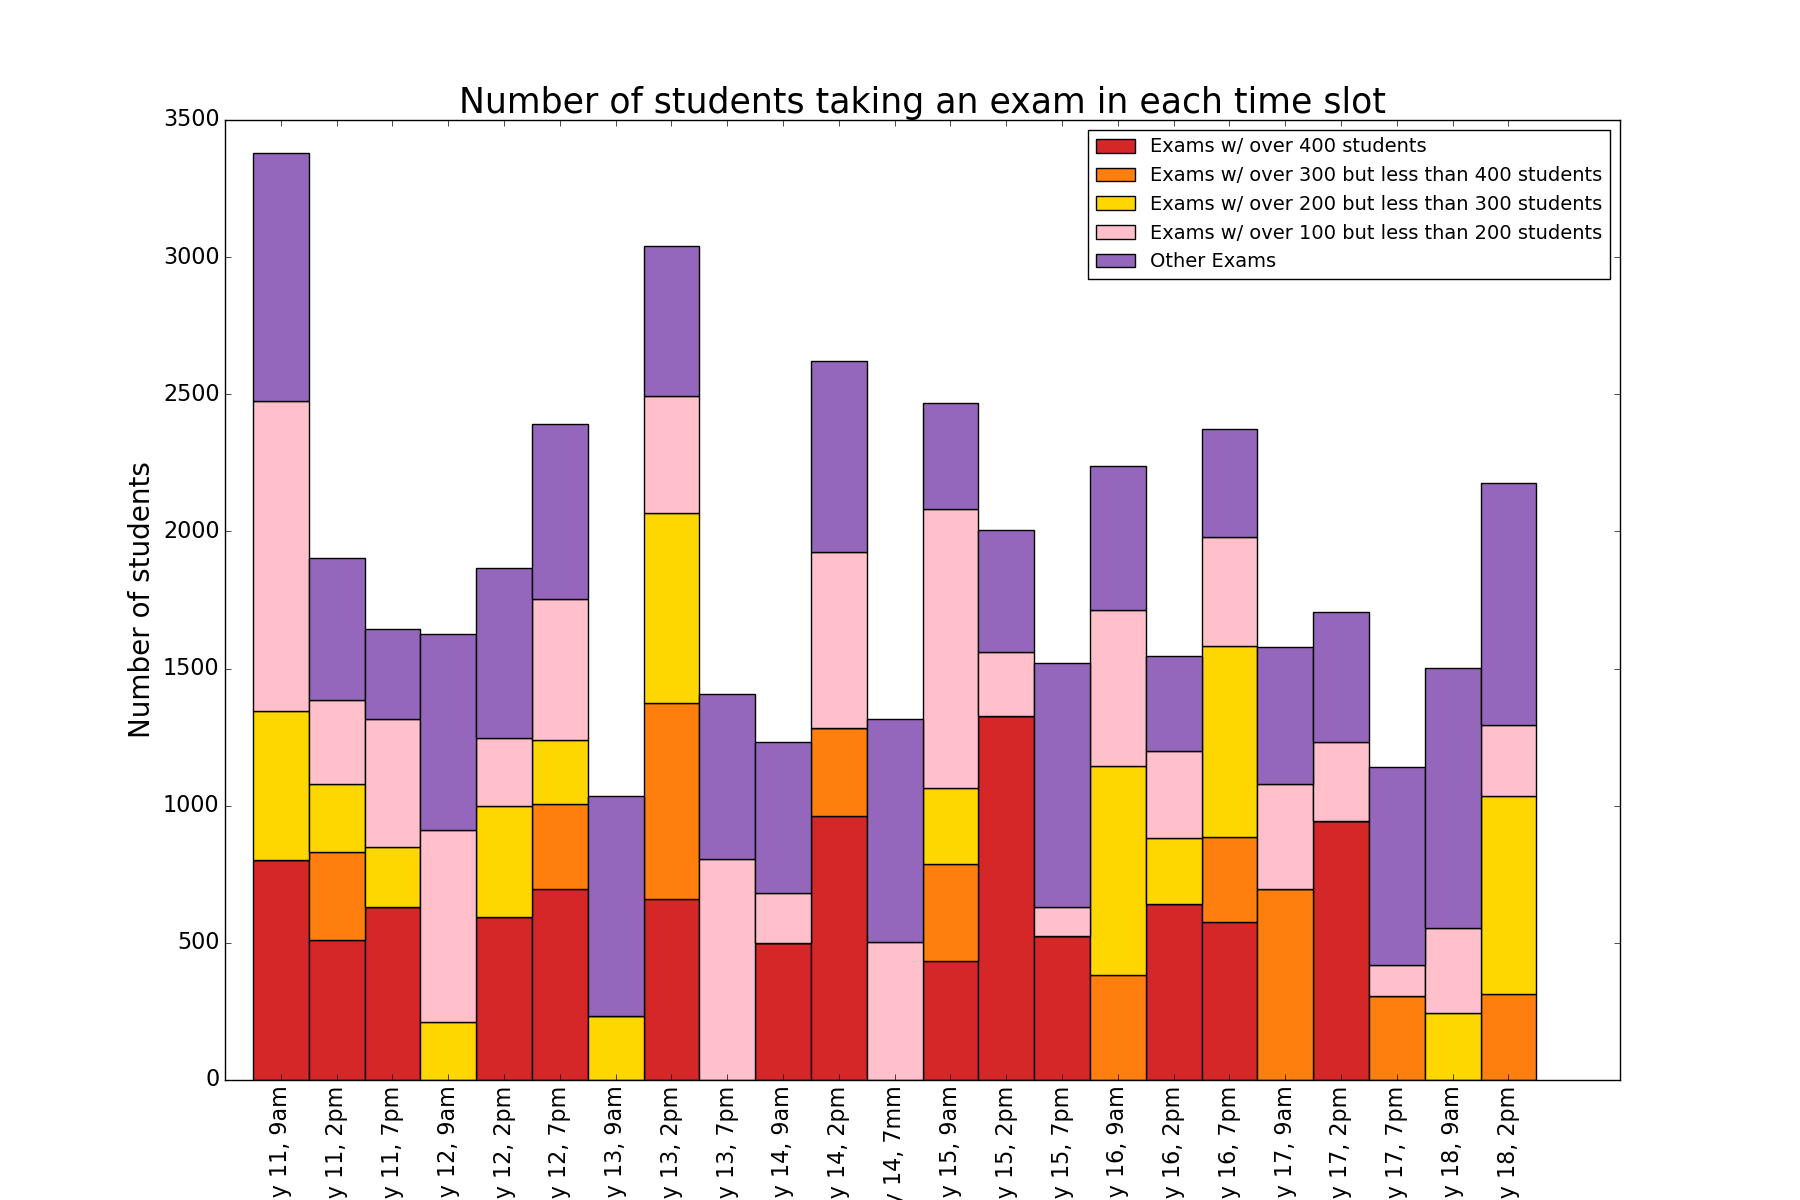 Number of students taking an exam in each time slot
Exams w/ over 400 students
Exams w/ over 300 but less than 400 students
Exams w/ over 200 but less than 300 students
Exams w/ over 100 but less than 200 students
Other Exams
Number of students
3500
3000
2500
2000
1500
1000
500
0
y 11, 9am
y 11, 2pm
y 11, 7pm
y 12, 9am
y 12, 2pm
y 12, 7pm
y 13, 9am
y 13, 2pm
y 13, 7pm
y 14, 9am
y 14, 2pm
y 14, 7mm
y 15, 9am
y 15, 2pm
y 15, 7pm
y 16, 9am
y 16, 2pm
y 16, 7pm
y 17, 9am
y 17, 2pm
y 17, 7pm
y 18, 9am
y 18, 2pm